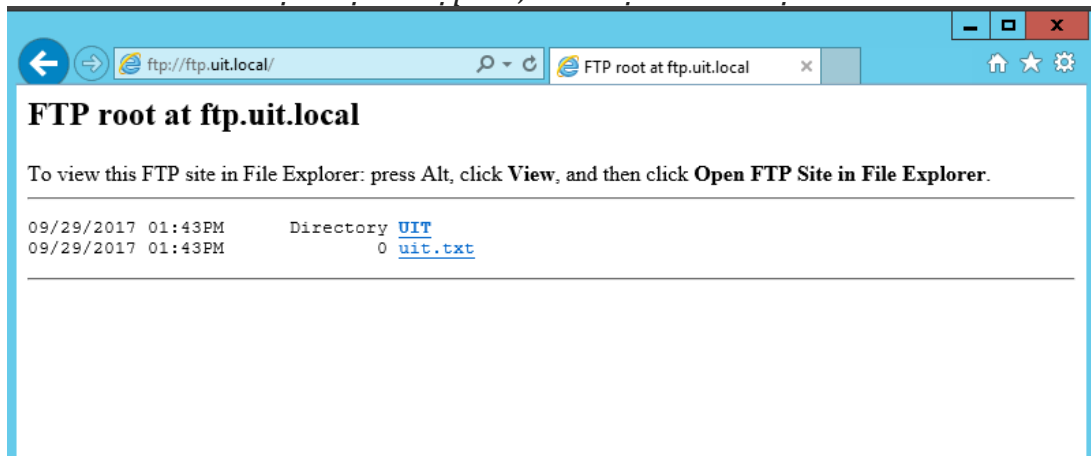 ftp://ftp.uit.local/
FTP root at ftp.uit.local
FTP root at ftp.uit.local
To view this FTP site in File Explorer: press Alt, click View, and then click Open FTP Site in File Explorer.
09/29/2017 01:43PM Directory UIT
09/29/2017 01:43PM 0 uit.txt